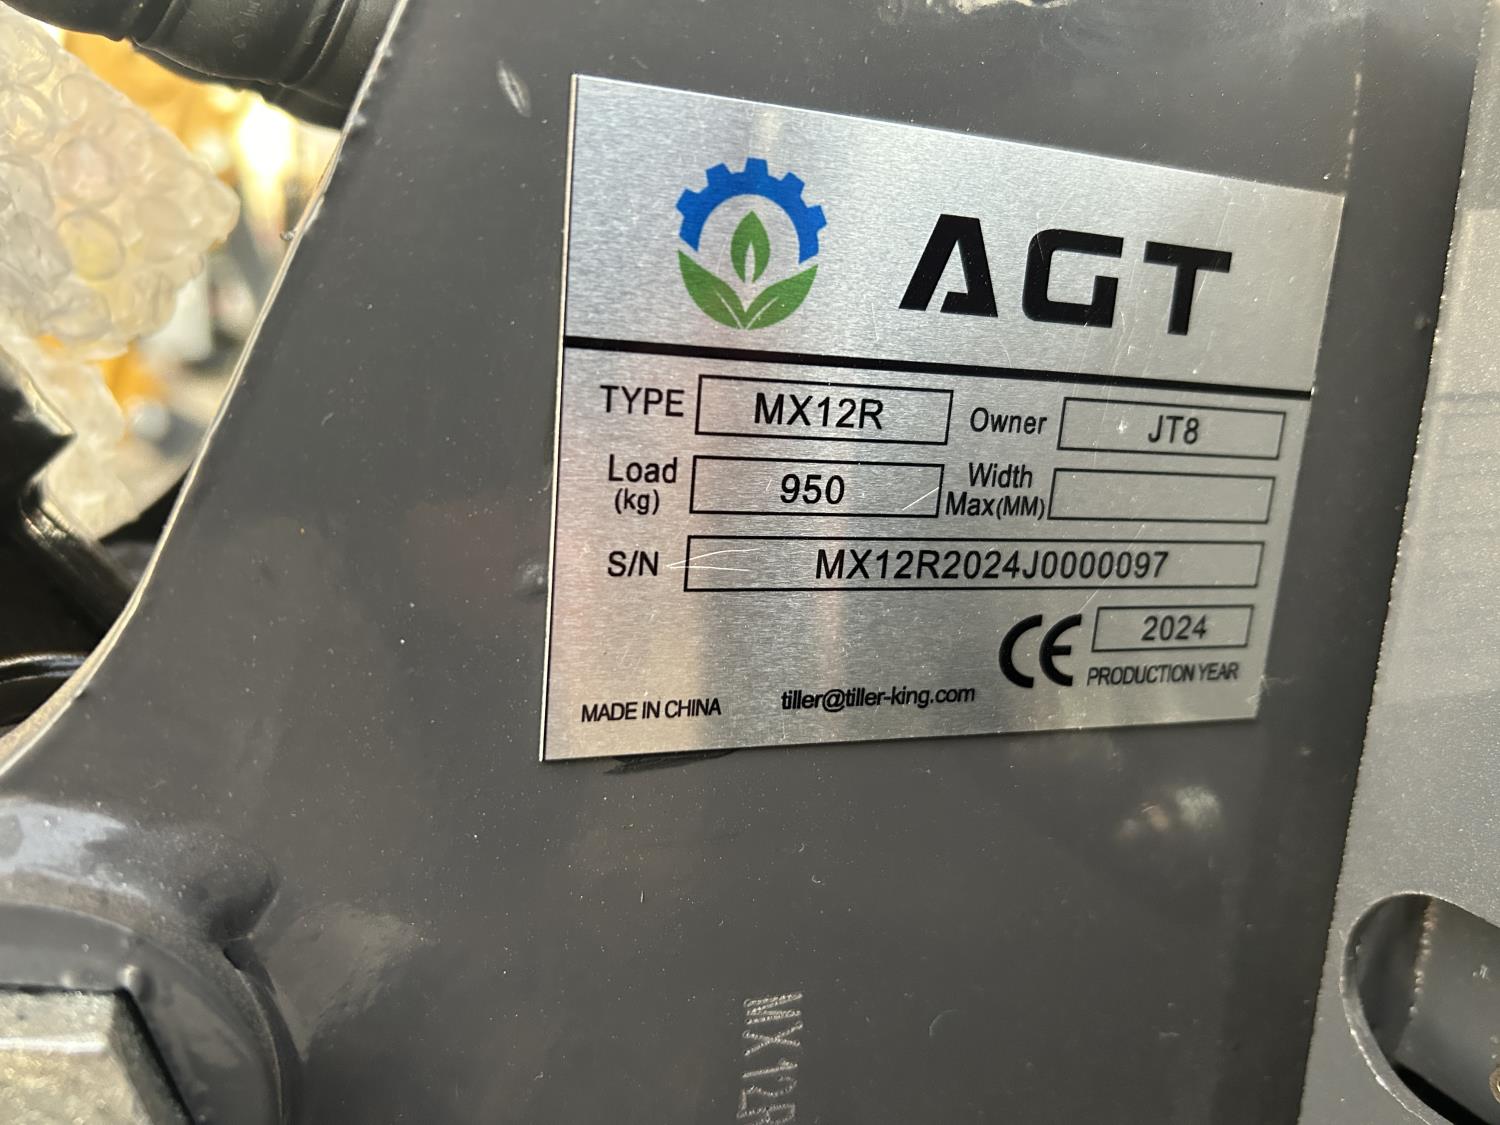 AGT
TYPE MX12R Owner JT8
Load (kg) 950 Width Max(MM)
S/N MX12R2024J0000097
CE 2024
PRODUCTION YEAR
MADE IN CHINA tiller@tiller-king.com
MX12R